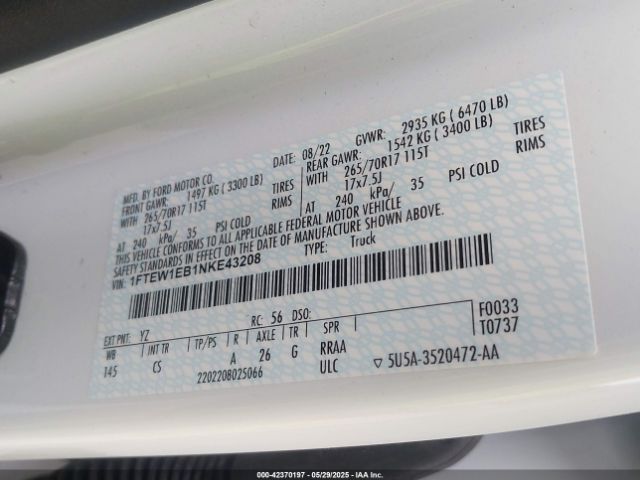 MFD. BY FORD MOTOR CO. DATE: 08/22 GVWR: 2935 KG ( 6470 LB)
FRONT GAWR: 1497 KG ( 3300 LB) REAR GAWR: 1542 KG ( 3400 LB)
WITH 265/70R17 115T TIRES WITH 265/70R17 115T TIRES
17x7.5J RIMS 17x7.5J RIMS
AT 240 kPa/ 35 PSI COLD AT 240 kPa/ 35 PSI COLD
THIS VEHICLE CONFORMS TO ALL APPLICABLE FEDERAL MOTOR VEHICLE
SAFETY STANDARDS IN EFFECT ON THE DATE OF MANUFACTURE SHOWN ABOVE.
VIN: 1FTEW1EB1NKE43208 TYPE: Truck
EXT PNT: YZ RC: 56 DSO: F0033
WB INT TR TP/PS R AXLE TR SPR T0737
145 CS A 26 G RRAA
2202208025066 ULC ▽ 5U5A-3520472-AA
000-42370197 - 05/29/2025 - IAA, Inc.